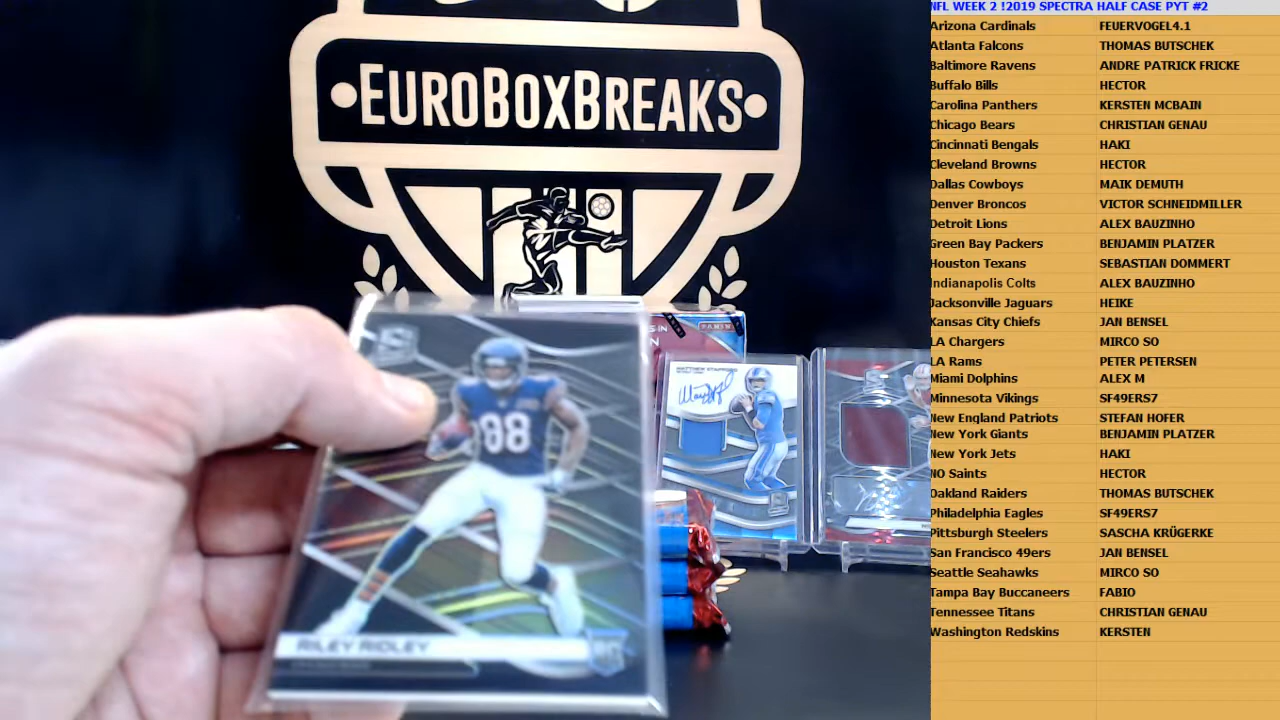 EUROBOXBREAKS
MATTHEW STAFFORD
PANINI
88
RILEY RIDLEY
NFL WEEK 2 !2019 SPECTRA HALF CASE PYT #2
Arizona Cardinals FEUERVOGEL4.1
Atlanta Falcons THOMAS BUTSCHEK
Baltimore Ravens ANDRE PATRICK FRICKE
Buffalo Bills HECTOR
Carolina Panthers KERSTEN MCBAIN
Chicago Bears CHRISTIAN GENAU
Cincinnati Bengals HAKI
Cleveland Browns HECTOR
Dallas Cowboys MAIK DEMUTH
Denver Broncos VICTOR SCHNEIDMILLER
Detroit Lions ALEX BAUZINHO
Green Bay Packers BENJAMIN PLATZER
Houston Texans SEBASTIAN DOMMERT
Indianapolis Colts ALEX BAUZINHO
Jacksonville Jaguars HEIKE
Kansas City Chiefs JAN BENSEL
LA Chargers MIRCO SO
LA Rams PETER PETERSEN
Miami Dolphins ALEX M
Minnesota Vikings SF49ERS7
New England Patriots STEFAN HOFER
New York Giants BENJAMIN PLATZER
New York Jets HAKI
NO Saints HECTOR
Oakland Raiders THOMAS BUTSCHEK
Philadelphia Eagles SF49ERS7
Pittsburgh Steelers SASCHA KRÜGERKE
San Francisco 49ers JAN BENSEL
Seattle Seahawks MIRCO SO
Tampa Bay Buccaneers FABIO
Tennessee Titans CHRISTIAN GENAU
Washington Redskins KERSTEN